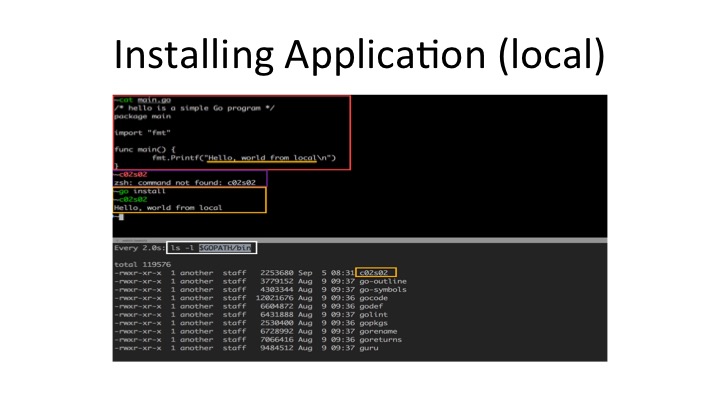 Installing Application (local)
~cat main.go
/* hello is a simple Go program */
package main
import "fmt"
func main() {
fmt.Printf("Hello, world from local\n")
}
~c02s02
zsh: command not found: c02s02
~go install
~c02s02
Hello, world from local
~
Every 2.0s: ls -l $GOPATH/bin
total 119576
-rwxr-xr-x 1 another staff 2253680 Sep 5 08:31 c02s02
-rwxr-xr-x 1 another staff 3779152 Aug 9 09:37 go-outline
-rwxr-xr-x 1 another staff 4303344 Aug 9 09:37 go-symbols
-rwxr-xr-x 1 another staff 12021676 Aug 9 09:36 gocode
-rwxr-xr-x 1 another staff 6604872 Aug 9 09:36 godef
-rwxr-xr-x 1 another staff 6431888 Aug 9 09:37 golint
-rwxr-xr-x 1 another staff 2530400 Aug 9 09:36 gopkgs
-rwxr-xr-x 1 another staff 6728992 Aug 9 09:37 gorename
-rwxr-xr-x 1 another staff 7066416 Aug 9 09:36 goreturns
-rwxr-xr-x 1 another staff 9484512 Aug 9 09:37 guru